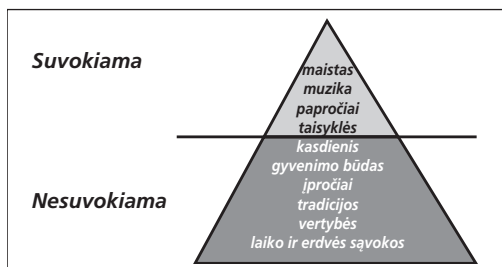 Suvokiama
maistas
muzika
papročiai
taisyklės
Nesuvokiama
kasdienis
gyvenimo būdas
įpročiai
tradicijos
vertybės
laiko ir erdvės sąvokos